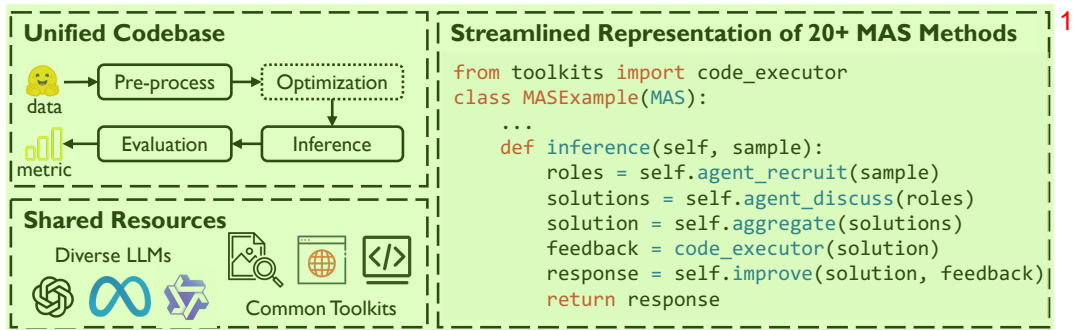 Unified Codebase
data
Pre-process
Optimization
metric
Evaluation
Inference
Shared Resources
Diverse LLMs
Common Toolkits
Streamlined Representation of 20+ MAS Methods
from toolkits import code_executor
class MASExample(MAS):
    ...
    def inference(self, sample):
        roles = self.agent_recruit(sample)
        solutions = self.agent_discuss(roles)
        solution = self.aggregate(solutions)
        feedback = code_executor(solution)
        response = self.improve(solution, feedback)
        return response
1